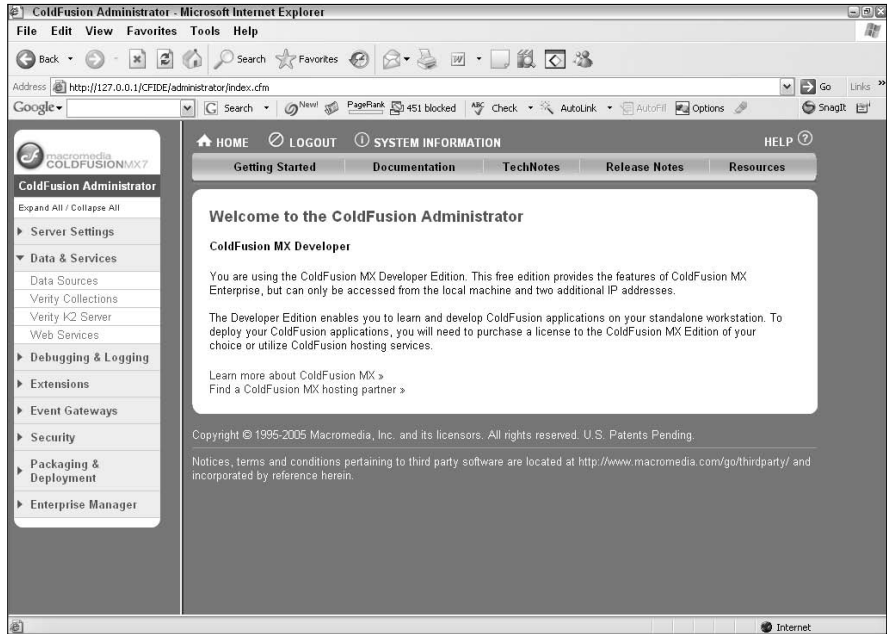 ColdFusion Administrator - Microsoft Internet Explorer
File Edit View Favorites Tools Help
Back Search Favorites
Address http://127.0.0.1/CFIDE/administrator/index.cfm Go Links »
Google Search New! PageRank 451 blocked ABC Check AutoLink AutoFill Options SnagIt
macromedia
COLDFUSION MX7
ColdFusion Administrator
Expand All / Collapse All
Server Settings
Data & Services
Data Sources
Verity Collections
Verity K2 Server
Web Services
Debugging & Logging
Extensions
Event Gateways
Security
Packaging &
Deployment
Enterprise Manager
HOME LOGOUT SYSTEM INFORMATION HELP ?
Getting Started Documentation TechNotes Release Notes Resources
Welcome to the ColdFusion Administrator
ColdFusion MX Developer
You are using the ColdFusion MX Developer Edition. This free edition provides the features of ColdFusion MX
Enterprise, but can only be accessed from the local machine and two additional IP addresses.
The Developer Edition enables you to learn and develop ColdFusion applications on your standalone workstation. To
deploy your ColdFusion applications, you will need to purchase a license to the ColdFusion MX Edition of your
choice or utilize ColdFusion hosting services.
Learn more about ColdFusion MX »
Find a ColdFusion MX hosting partner »
Copyright © 1995-2005 Macromedia, Inc. and its licensors. All rights reserved. U.S. Patents Pending.
Notices, terms and conditions pertaining to third party software are located at http://www.macromedia.com/go/thirdparty/ and
incorporated by reference herein.
Internet